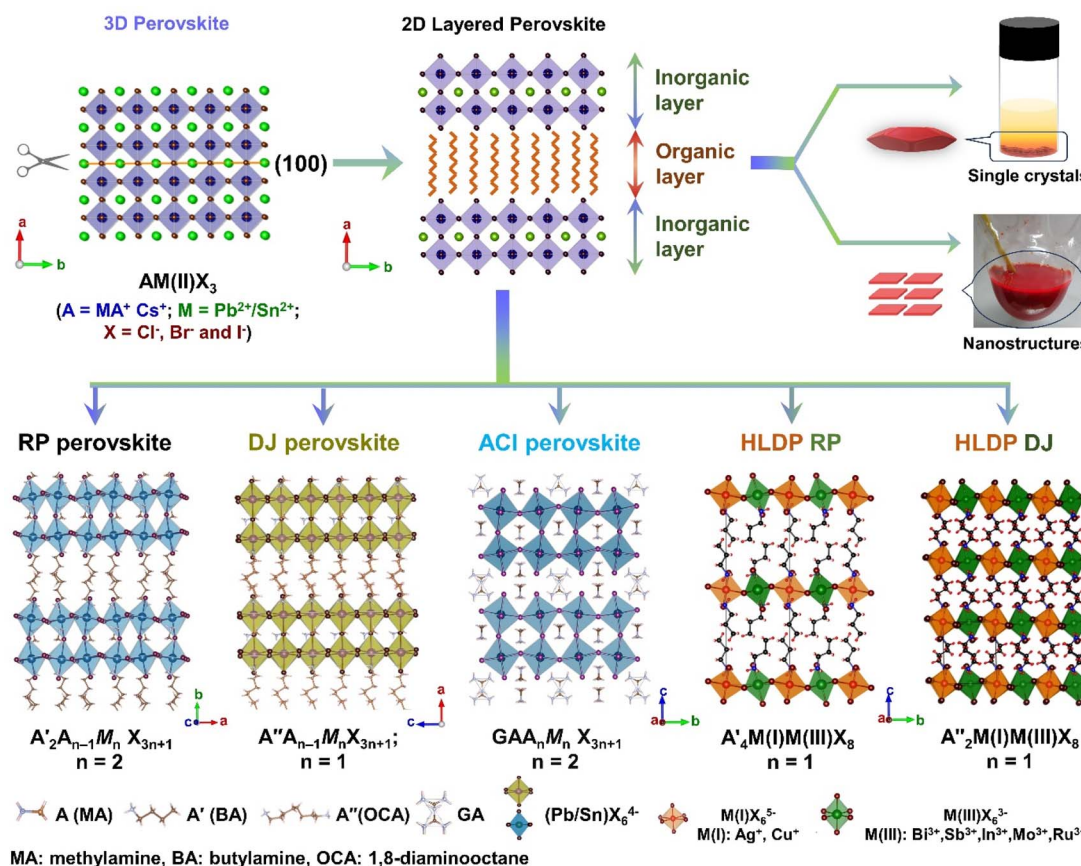 3D Perovskite
2D Layered Perovskite
(100)
Inorganic
layer
Organic
layer
Inorganic
layer
Single crystals
Nanostructures
a
b
a
b
AM(II)X₃
(A = MA⁺ Cs⁺; M = Pb²⁺/Sn²⁺;
X = Cl⁻, Br⁻ and I⁻)
RP perovskite
DJ perovskite
ACI perovskite
HLDP RP
HLDP DJ
b
c
a
a
c
c
a
b
c
a
b
A′₂Aₙ₋₁Mₙ X₃ₙ₊₁
n = 2
A″Aₙ₋₁MₙX₃ₙ₊₁;
n = 1
GAAₙMₙ X₃ₙ₊₁
n = 2
A′₄M(I)M(III)X₈
n = 1
A″₂M(I)M(III)X₈
n = 1
A (MA)
A′ (BA)
A″(OCA)
GA
(Pb/Sn)X₆⁴⁻
M(I)X₆⁵⁻
M(I): Ag⁺, Cu⁺
M(III)X₆³⁻
M(III): Bi³⁺,Sb³⁺,In³⁺,Mo³⁺,Ru³⁺
MA: methylamine, BA: butylamine, OCA: 1,8-diaminooctane